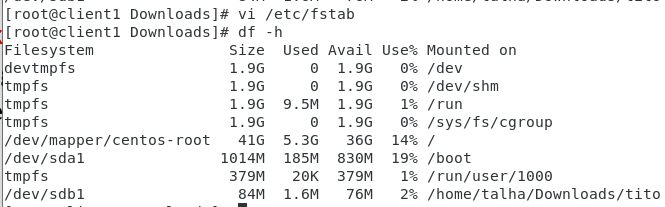 [root@client1 Downloads]# vi /etc/fstab
[root@client1 Downloads]# df -h
Filesystem Size Used Avail Use% Mounted on
devtmpfs 1.9G 0 1.9G 0% /dev
tmpfs 1.9G 0 1.9G 0% /dev/shm
tmpfs 1.9G 9.5M 1.9G 1% /run
tmpfs 1.9G 0 1.9G 0% /sys/fs/cgroup
/dev/mapper/centos-root 41G 5.3G 36G 14% /
/dev/sda1 1014M 185M 830M 19% /boot
tmpfs 379M 20K 379M 1% /run/user/1000
/dev/sdb1 84M 1.6M 76M 2% /home/talha/Downloads/tito